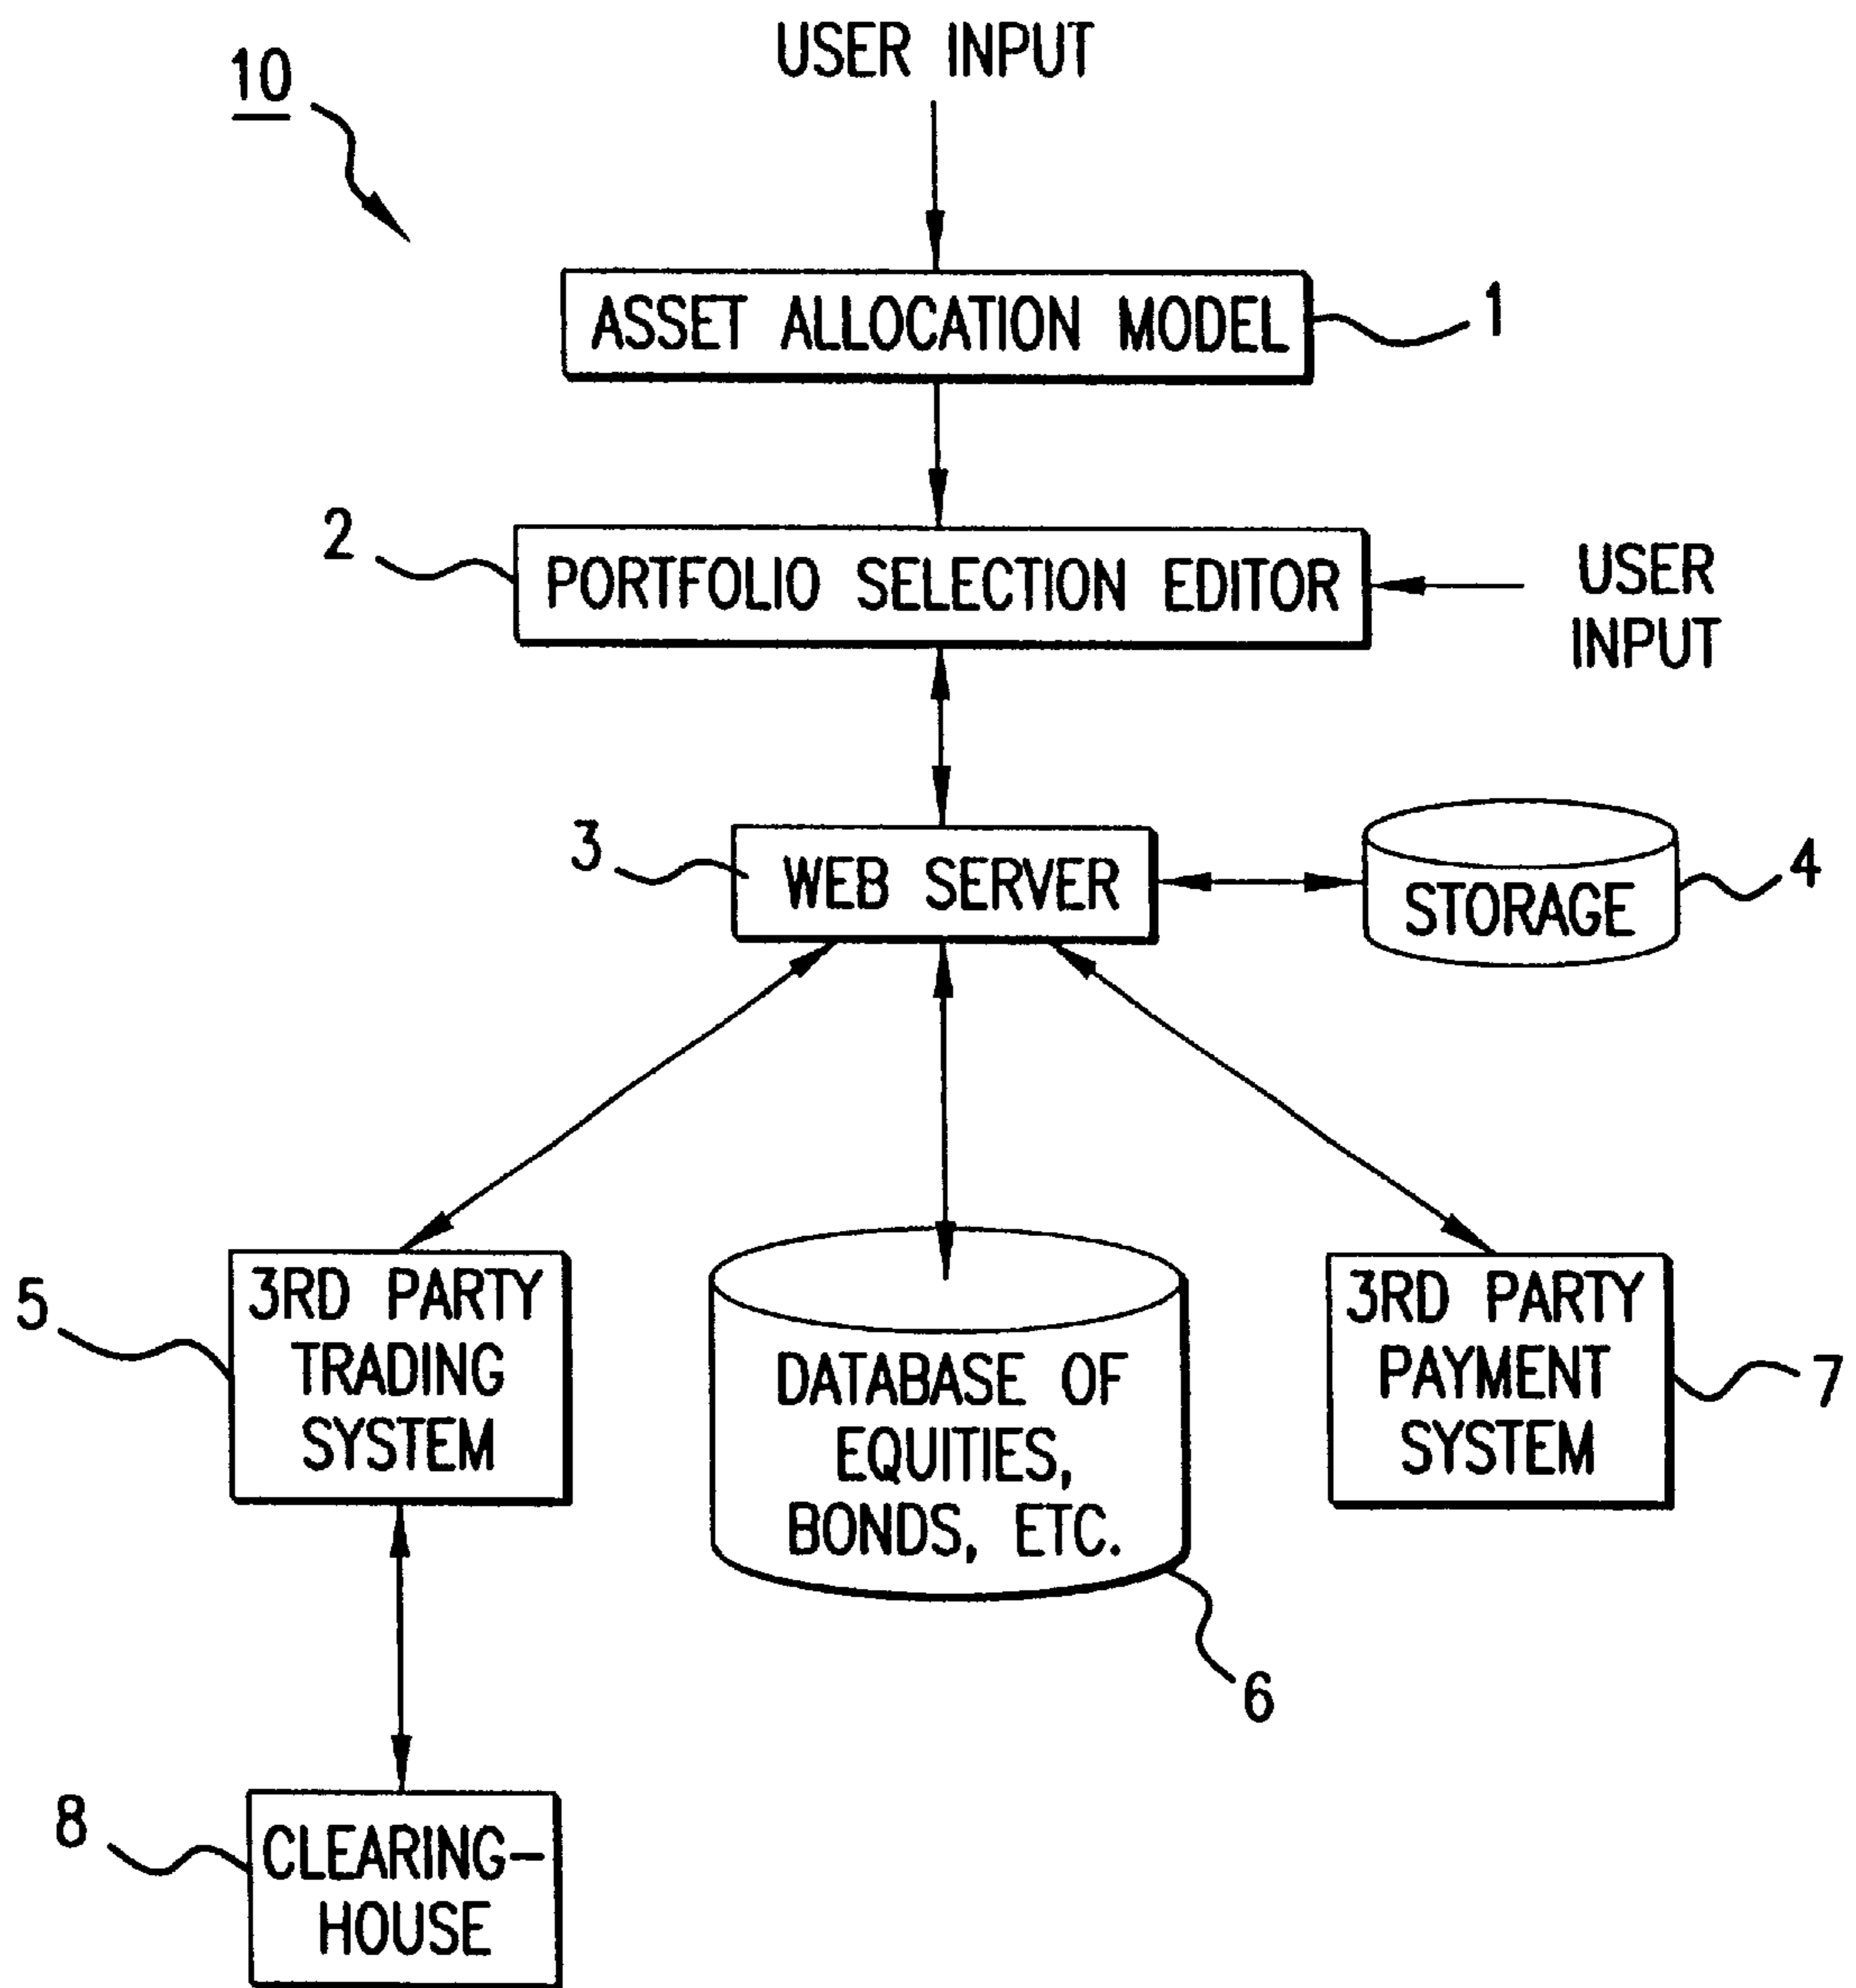 USER INPUT
10
ASSET ALLOCATION MODEL
1
2
PORTFOLIO SELECTION EDITOR
USER
INPUT
3
WEB SERVER
STORAGE
4
5
3RD PARTY
TRADING
SYSTEM
DATABASE OF
EQUITIES,
BONDS, ETC.
6
3RD PARTY
PAYMENT
SYSTEM
7
8
CLEARING-
HOUSE